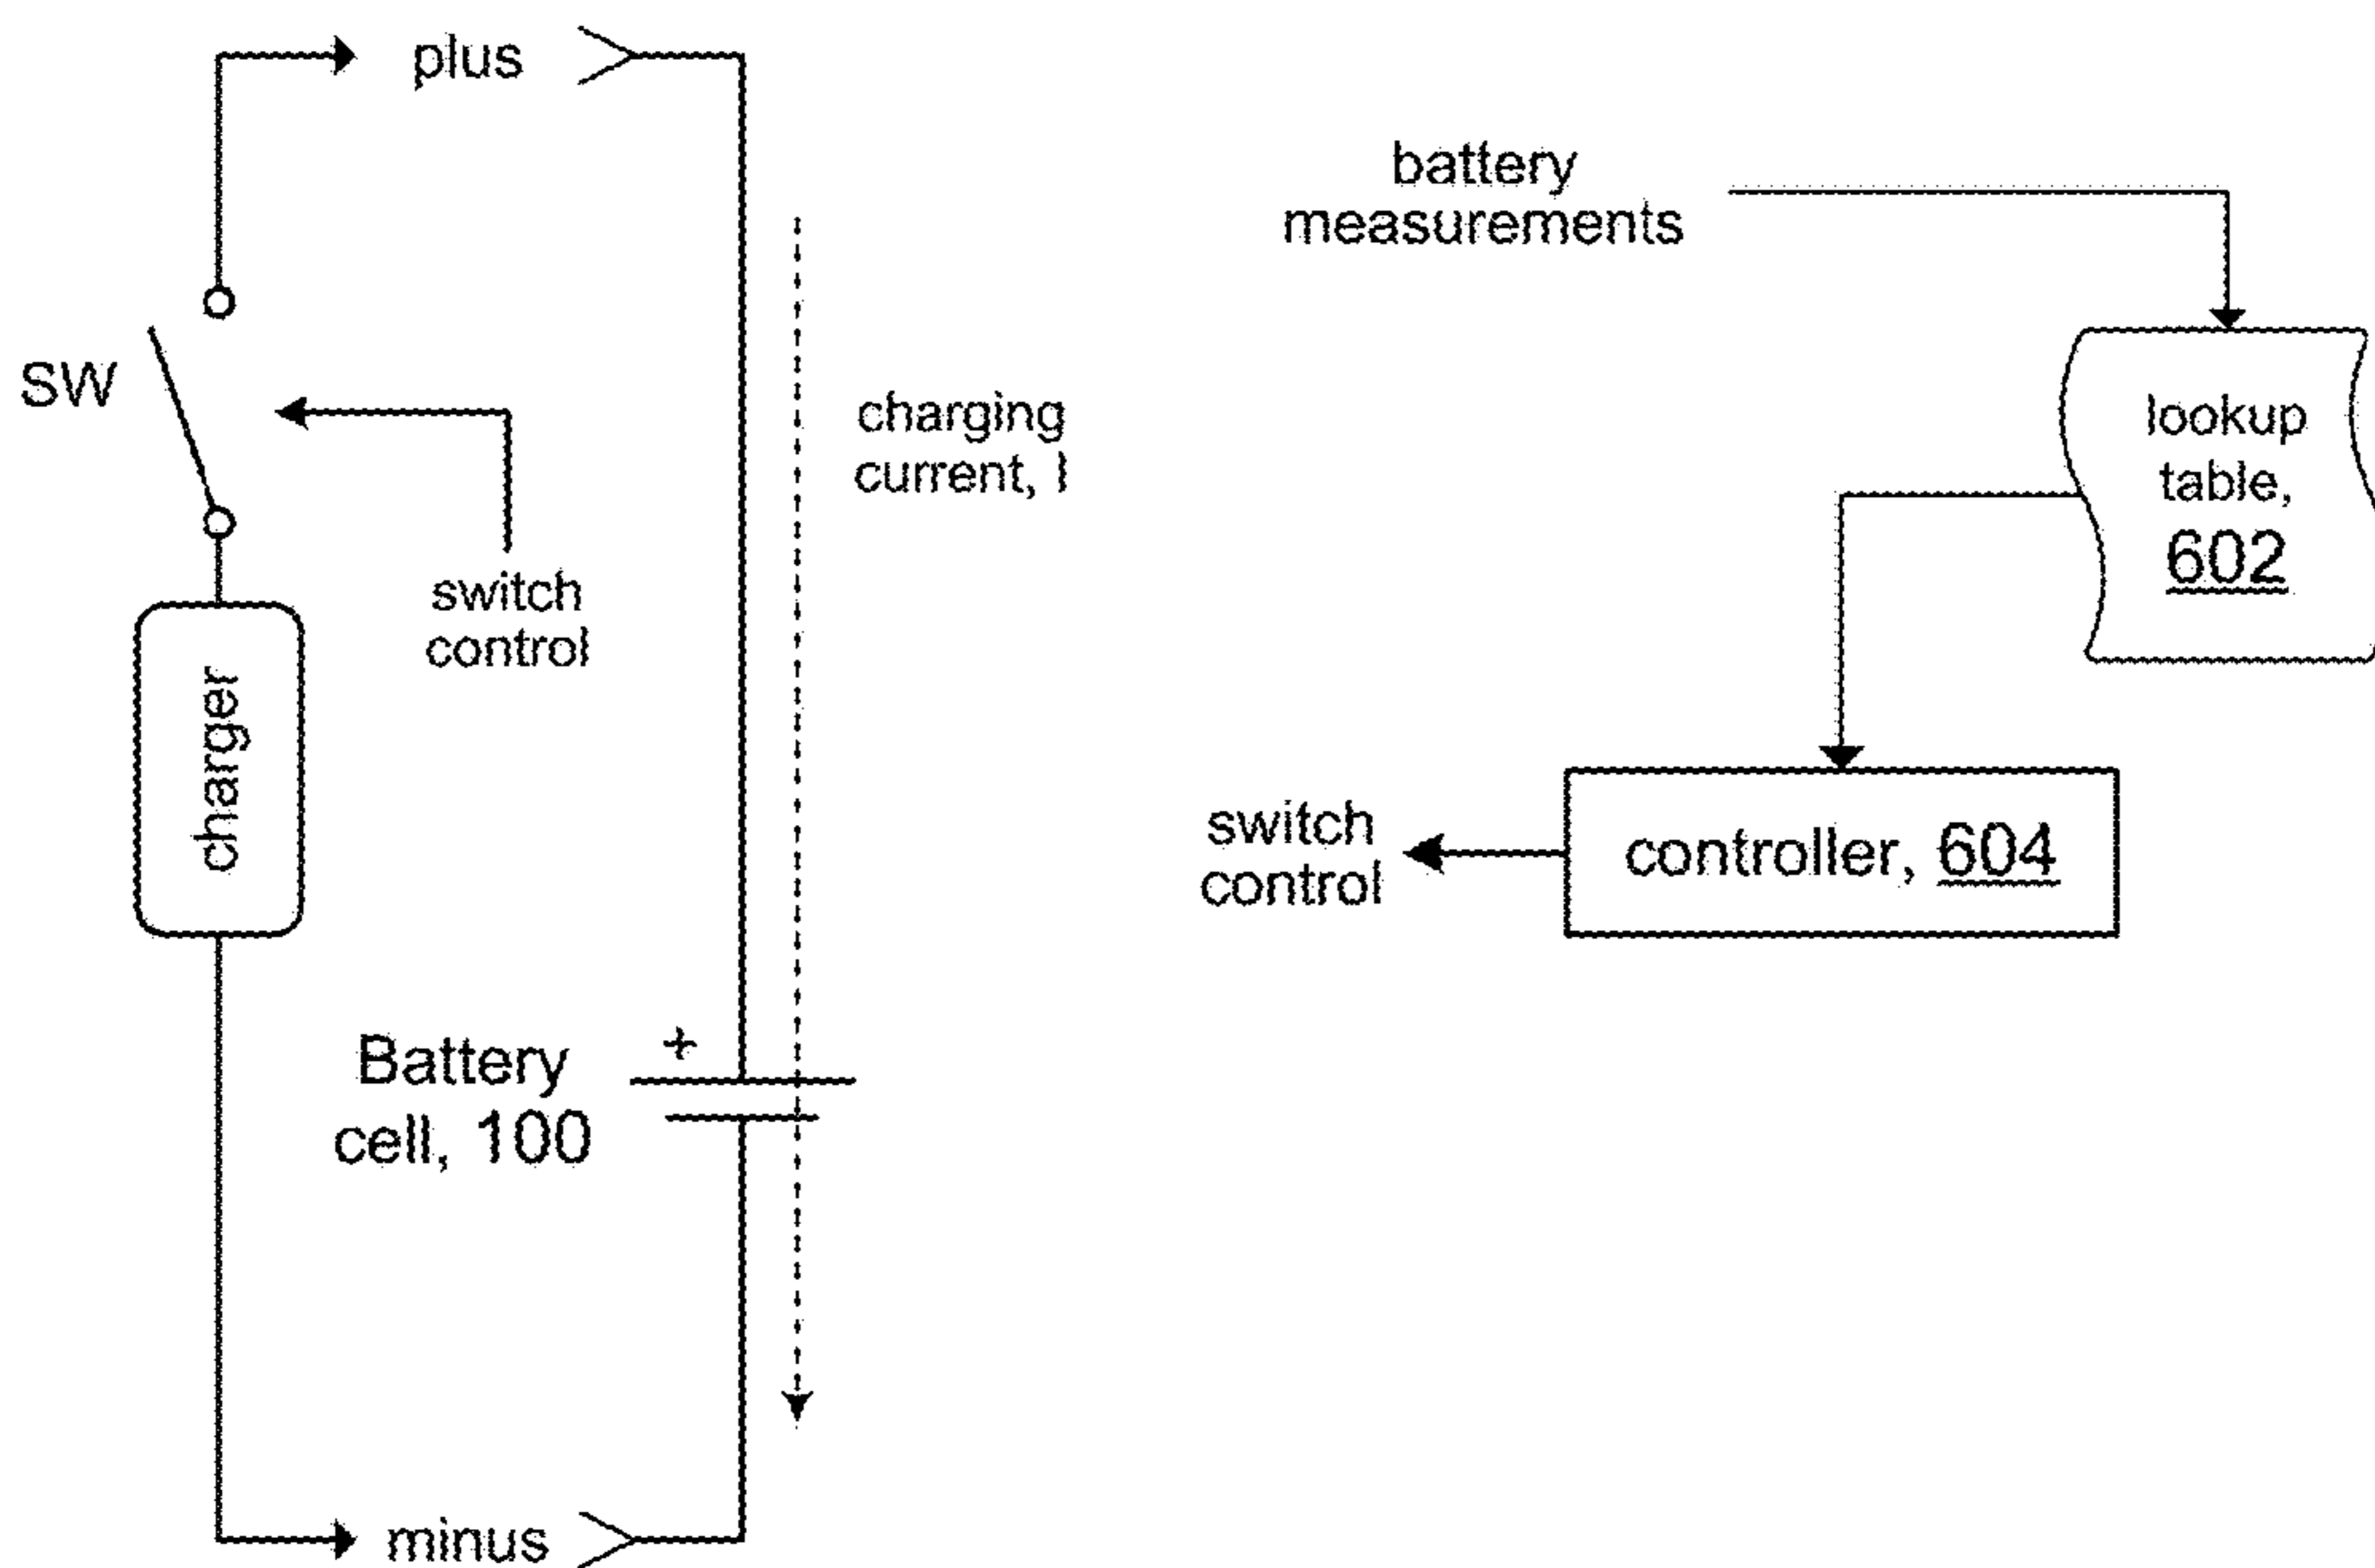 plus
battery
measurements
SW
charging
current, I
lookup
table,
602
switch
control
charger
switch
control
controller, 604
+
Battery
cell, 100
minus